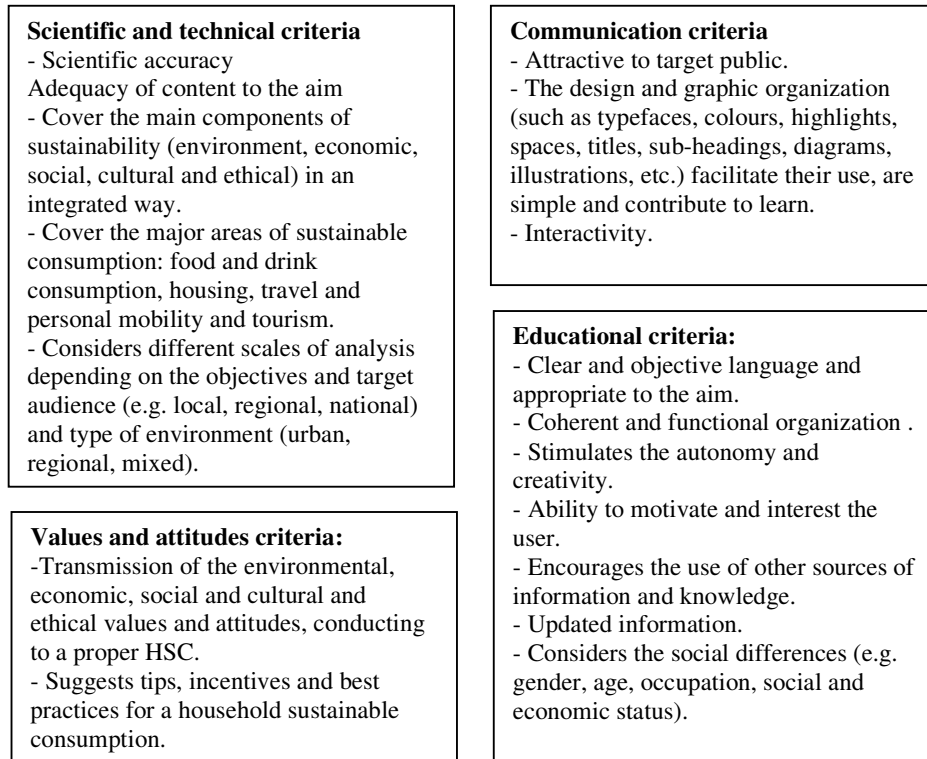 Scientific and technical criteria
- Scientific accuracy
Adequacy of content to the aim
- Cover the main components of
sustainability (environment, economic,
social, cultural and ethical) in an
integrated way.
- Cover the major areas of sustainable
consumption: food and drink
consumption, housing, travel and
personal mobility and tourism.
- Considers different scales of analysis
depending on the objectives and target
audience (e.g. local, regional, national)
and type of environment (urban,
regional, mixed).
Values and attitudes criteria:
-Transmission of the environmental,
economic, social and cultural and
ethical values and attitudes, conducting
to a proper HSC.
- Suggests tips, incentives and best
practices for a household sustainable
consumption.
Communication criteria
- Attractive to target public.
- The design and graphic organization
(such as typefaces, colours, highlights,
spaces, titles, sub-headings, diagrams,
illustrations, etc.) facilitate their use, are
simple and contribute to learn.
- Interactivity.
Educational criteria:
- Clear and objective language and
appropriate to the aim.
- Coherent and functional organization .
- Stimulates the autonomy and
creativity.
- Ability to motivate and interest the
user.
- Encourages the use of other sources of
information and knowledge.
- Updated information.
- Considers the social differences (e.g.
gender, age, occupation, social and
economic status).